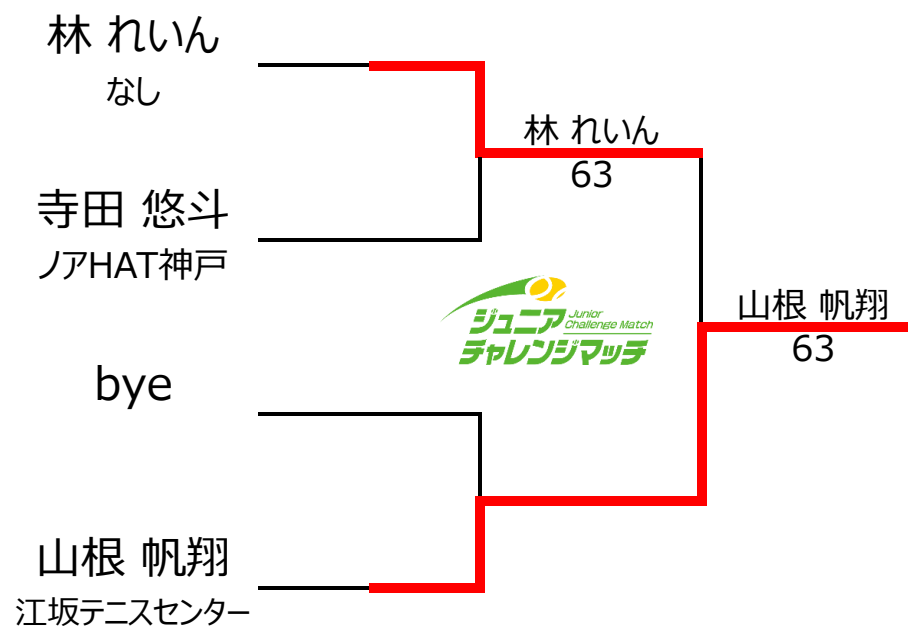 林 れいん
なし
林 れいん
63
寺田 悠斗
ノアHAT神戸
ジュニア
Junior
Challenge Match
チャレンジマッチ
山根 帆翔
63
bye
山根 帆翔
江坂テニスセンター